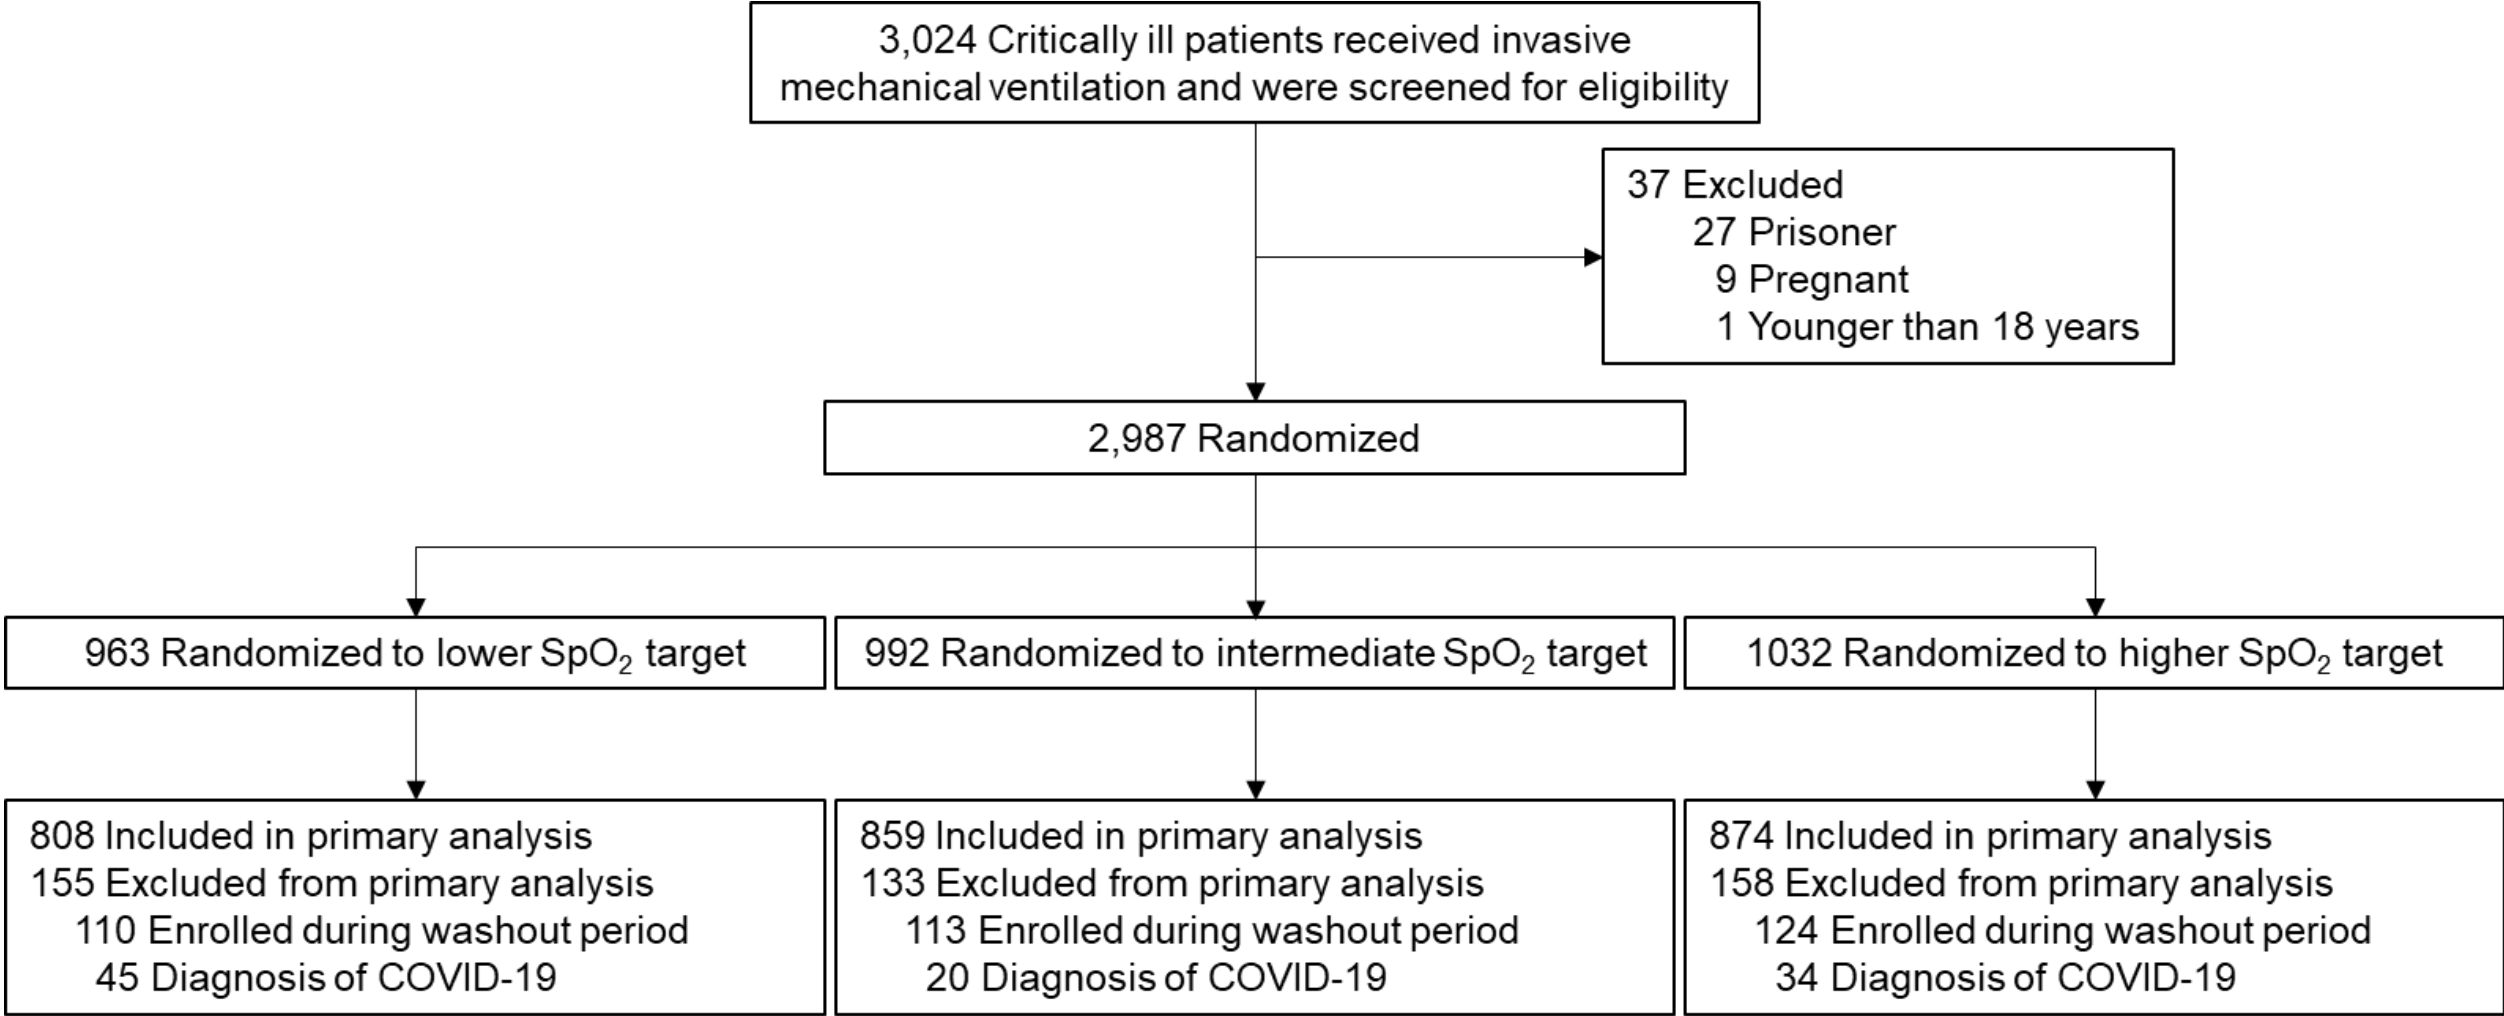 3,024 Critically ill patients received invasive
mechanical ventilation and were screened for eligibility
37 Excluded
27 Prisoner
9 Pregnant
1 Younger than 18 years
2,987 Randomized
963 Randomized to lower SpO₂ target
992 Randomized to intermediate SpO₂ target
1032 Randomized to higher SpO₂ target
808 Included in primary analysis
155 Excluded from primary analysis
110 Enrolled during washout period
45 Diagnosis of COVID-19
859 Included in primary analysis
133 Excluded from primary analysis
113 Enrolled during washout period
20 Diagnosis of COVID-19
874 Included in primary analysis
158 Excluded from primary analysis
124 Enrolled during washout period
34 Diagnosis of COVID-19